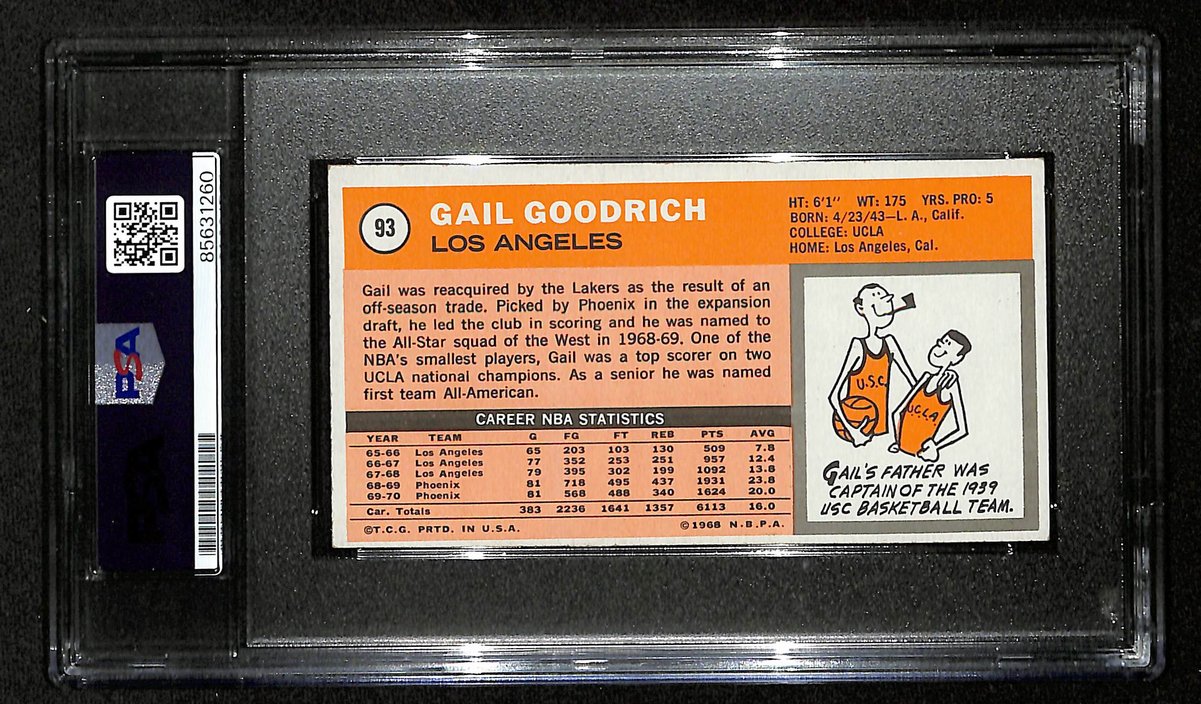 85631260
PSA
93
GAIL GOODRICH
LOS ANGELES
HT: 6'1" WT: 175 YRS. PRO: 5
BORN: 4/23/43—L. A., Calif.
COLLEGE: UCLA
HOME: Los Angeles, Cal.
Gail was reacquired by the Lakers as the result of an
off-season trade. Picked by Phoenix in the expansion
draft, he led the club in scoring and he was named to
the All-Star squad of the West in 1968-69. One of the
NBA's smallest players, Gail was a top scorer on two
UCLA national champions. As a senior he was named
first team All-American.
CAREER NBA STATISTICS
YEAR TEAM G FG FT REB PTS AVG
65-66 Los Angeles 65 203 103 130 509 7.8
66-67 Los Angeles 77 352 253 251 957 12.4
67-68 Los Angeles 79 395 302 199 1092 13.8
68-69 Phoenix 81 718 495 437 1931 23.8
69-70 Phoenix 81 568 488 340 1624 20.0
Car. Totals 383 2236 1641 1357 6113 16.0
©T.C.G. PRTD. IN U.S.A. ©1968 N.B.P.A.
U.S.C.
U.C.L.A.
GAIL'S FATHER WAS
CAPTAIN OF THE 1939
USC BASKETBALL TEAM.